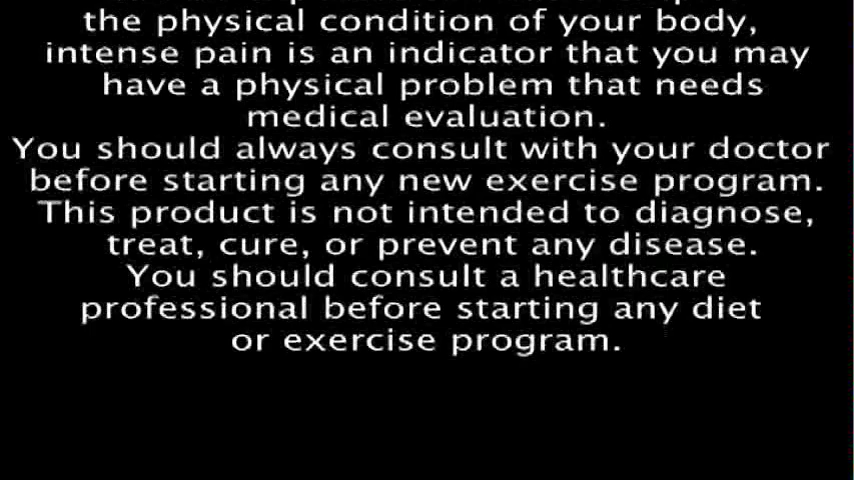 the physical condition of your body,
intense pain is an indicator that you may
have a physical problem that needs
medical evaluation.
You should always consult with your doctor
before starting any new exercise program.
This product is not intended to diagnose,
treat, cure, or prevent any disease.
You should consult a healthcare
professional before starting any diet
or exercise program.